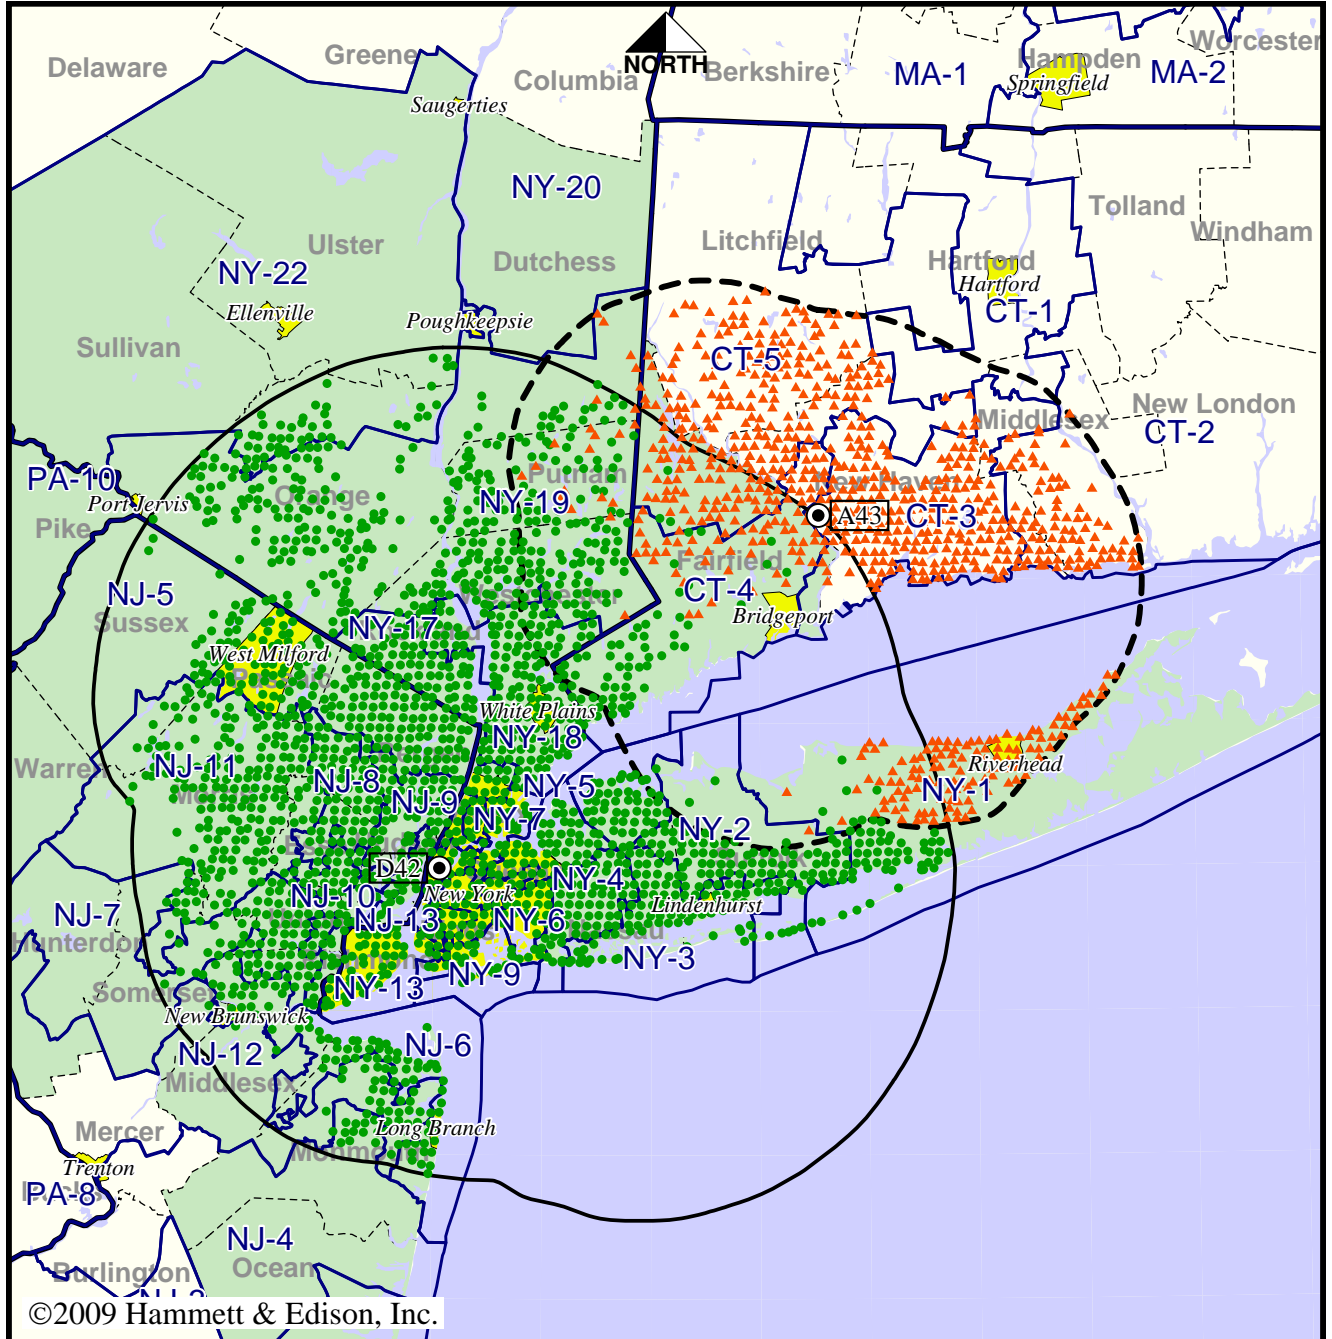 Delaware
Greene
Columbia
NORTH
Berkshire
MA-1
Hampden
Springfield
MA-2
Worcester
Saugerties
NY-20
Tolland
Windham
Ulster
Litchfield
Dutchess
Hartford
Hartford
CT-1
NY-22
Ellenville
Poughkeepsie
Sullivan
CT-5
Middlesex
New London
CT-2
PA-10
Port Jervis
Orange
Putnam
NY-19
New Haven
A43
CT-3
Pike
Fairfield
CT-4
NJ-5
Sussex
Bridgeport
NY-17
West Milford
Passaic
White Plains
NY-18
Warren
NJ-11
NJ-8
NJ-9
NY-5
NY-7
Riverhead
NY-1
NY-2
D42
New York
NY-4
NJ-10
NJ-13
NY-6
Lindenhurst
NJ-7
Hunterdon
NY-3
NY-9
NY-13
Somerset
New Brunswick
NJ-12
Middlesex
NJ-6
Mercer
Long Branch
Monmouth
Trenton
PA-8
NJ-4
Ocean
Burlington
©2009 Hammett & Edison, Inc.